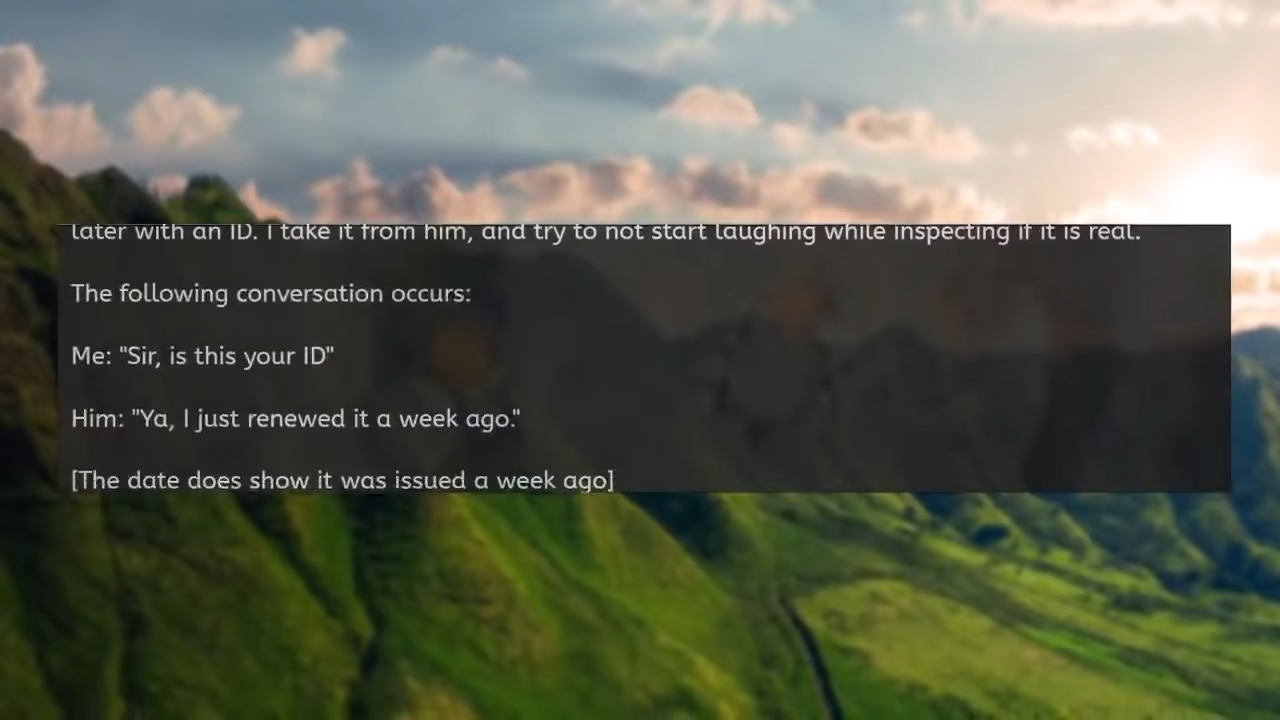 later with an ID. I take it from him, and try to not start laughing while inspecting if it is real.
The following conversation occurs:
Me: "Sir, is this your ID"
Him: "Ya, I just renewed it a week ago."
[The date does show it was issued a week ago]